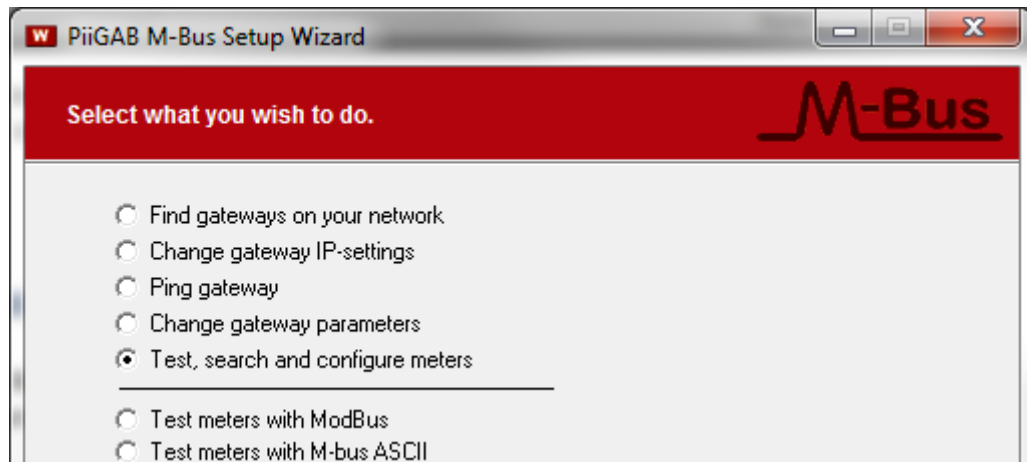 PiiGAB M-Bus Setup Wizard
Select what you wish to do.
M-Bus
Find gateways on your network
Change gateway IP-settings
Ping gateway
Change gateway parameters
Test, search and configure meters
Test meters with ModBus
Test meters with M-bus ASCII